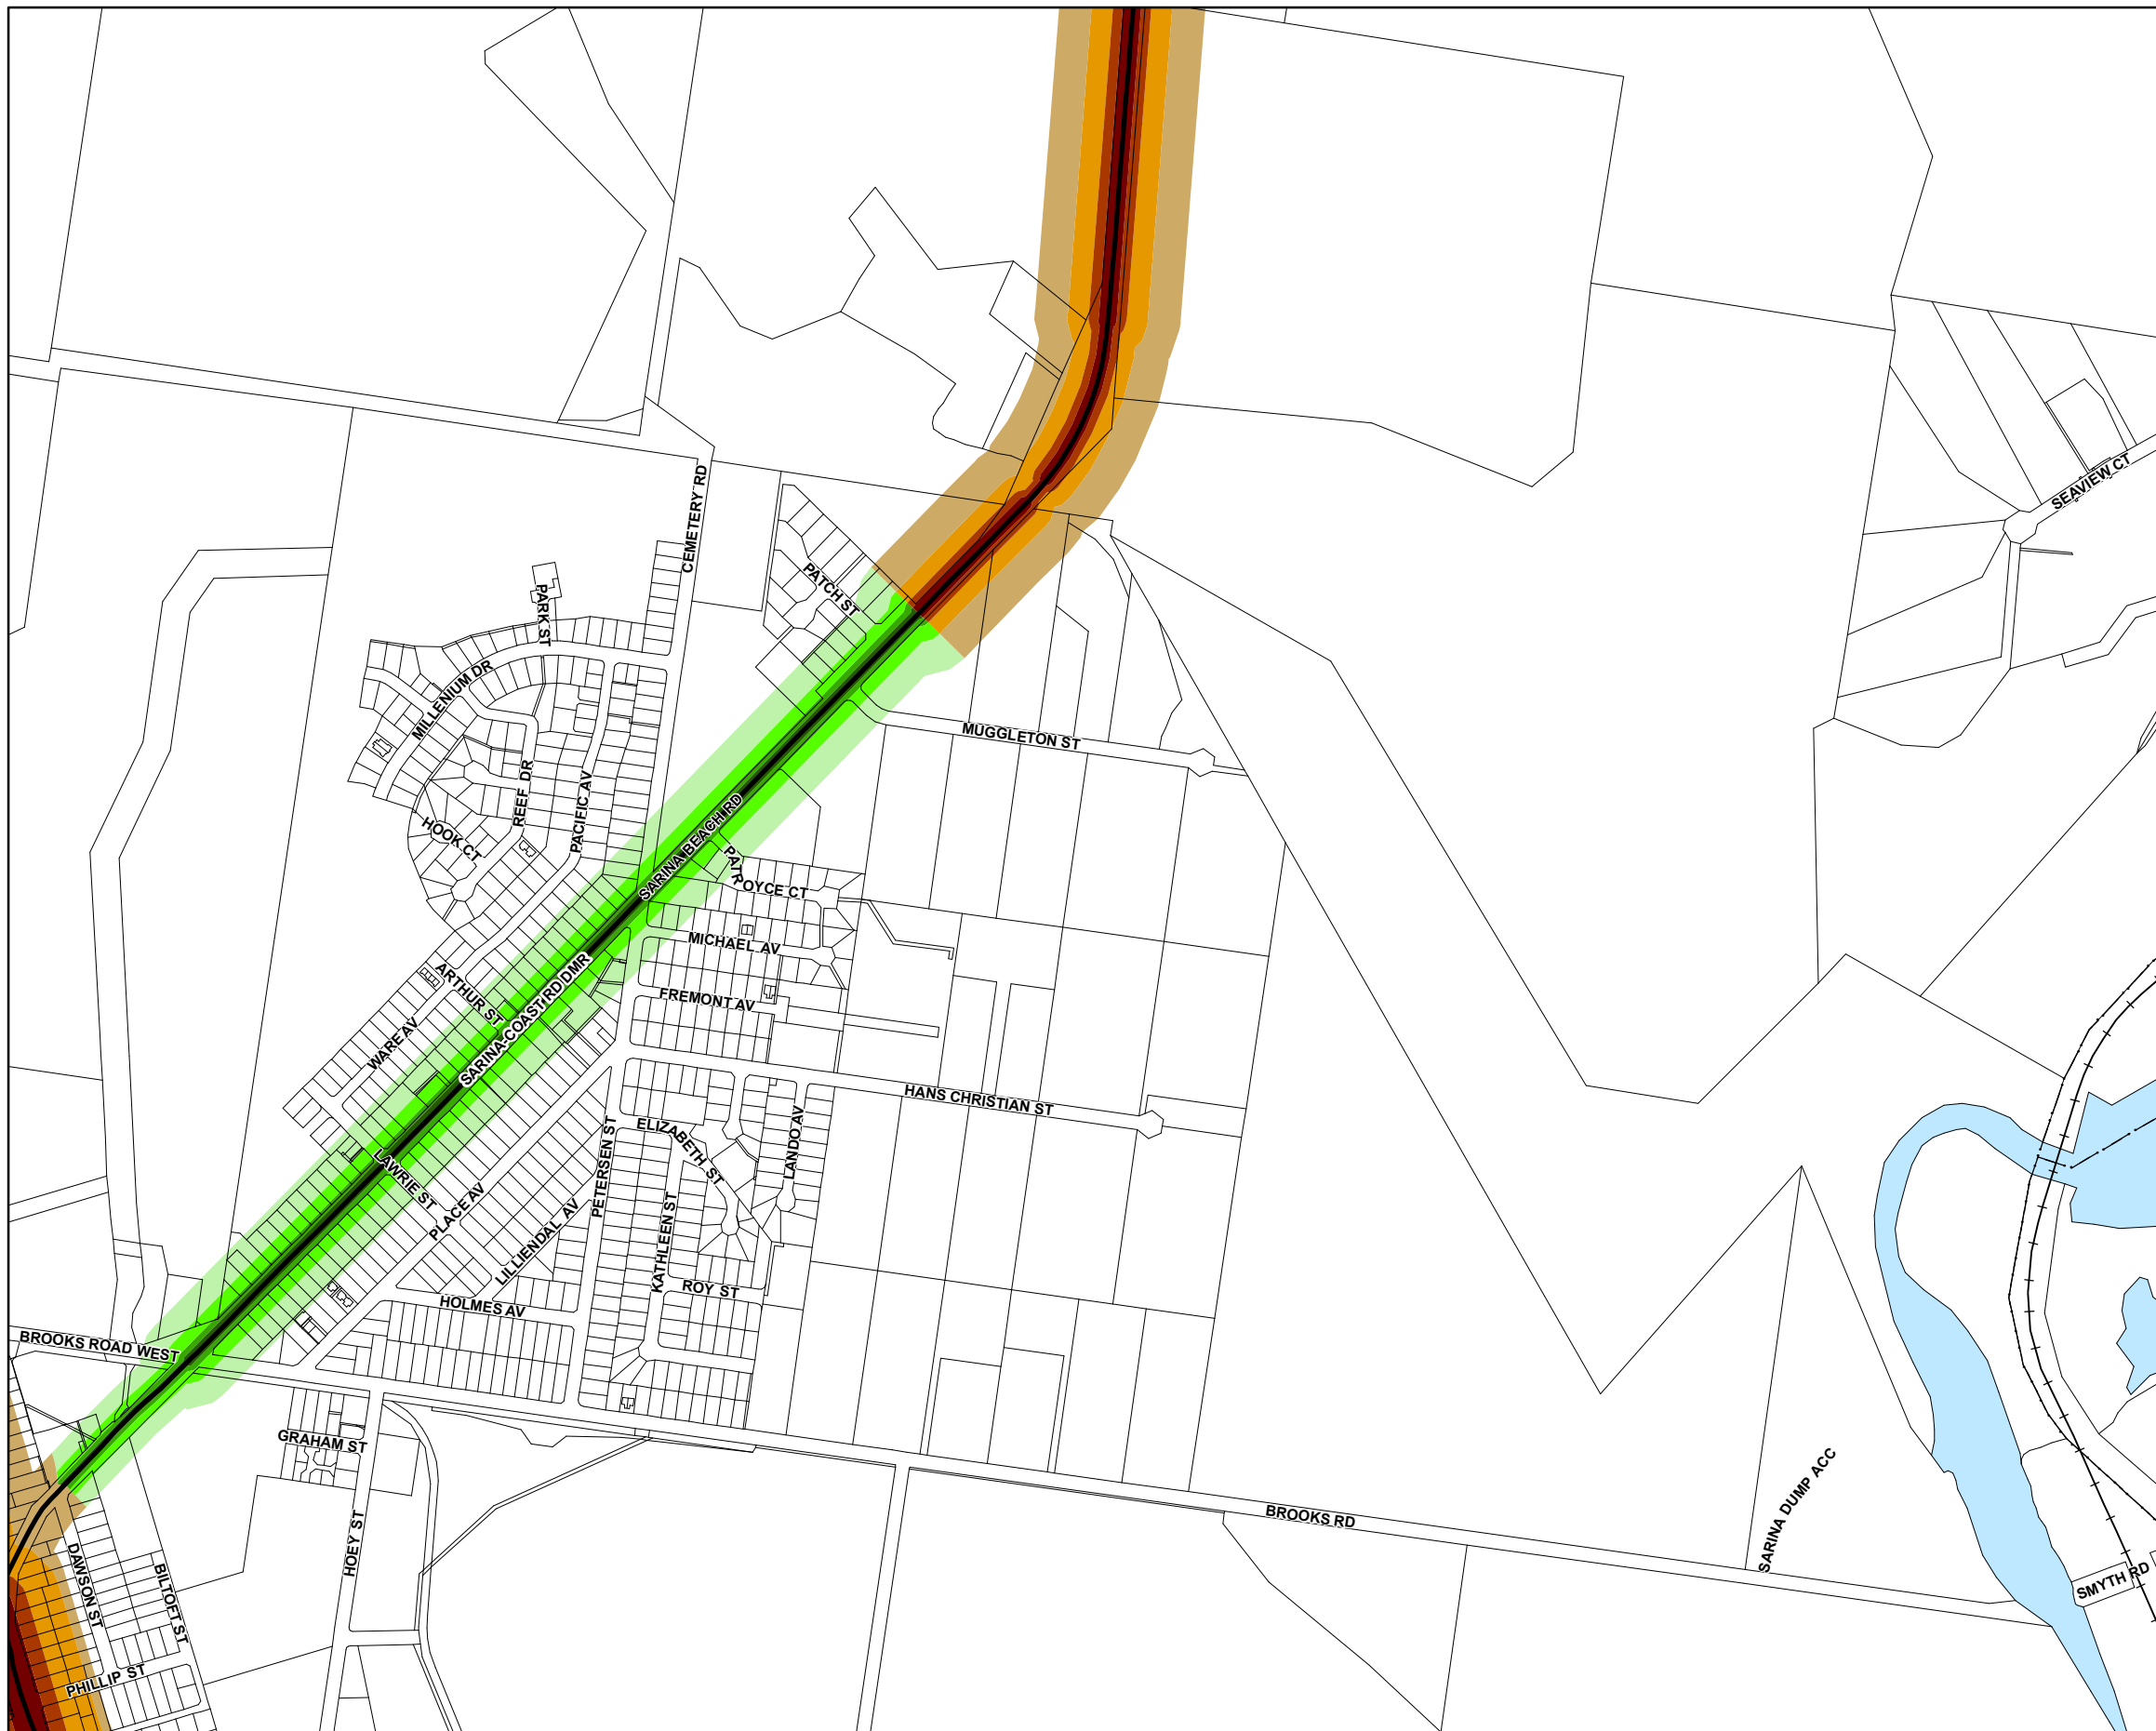 CEMETERY RD
SEAVIEW CT
PATCH ST
PARK ST
MILLENIUM DR
MUGGLETON ST
REEF DR
PACIFIC AV
HOOK CT
SARINA BEACH RD
PATR
OYCE CT
MICHAEL AV
ARTHUR ST
SARINA-COAST RD DMR
FREMONT AV
WARE AV
HANS CHRISTIAN ST
ELIZABETH ST
LANDO AV
PETERSEN ST
LAWRIE ST
PLACE AV
KATHLEEN ST
LILLIENDAL AV
ROY ST
HOLMES AV
BROOKS ROAD WEST
GRAHAM ST
BROOKS RD
SARINA DUMP ACC
HOEY ST
DAWSON ST
BILTOFT ST
SMYTH RD
PHILLIP ST